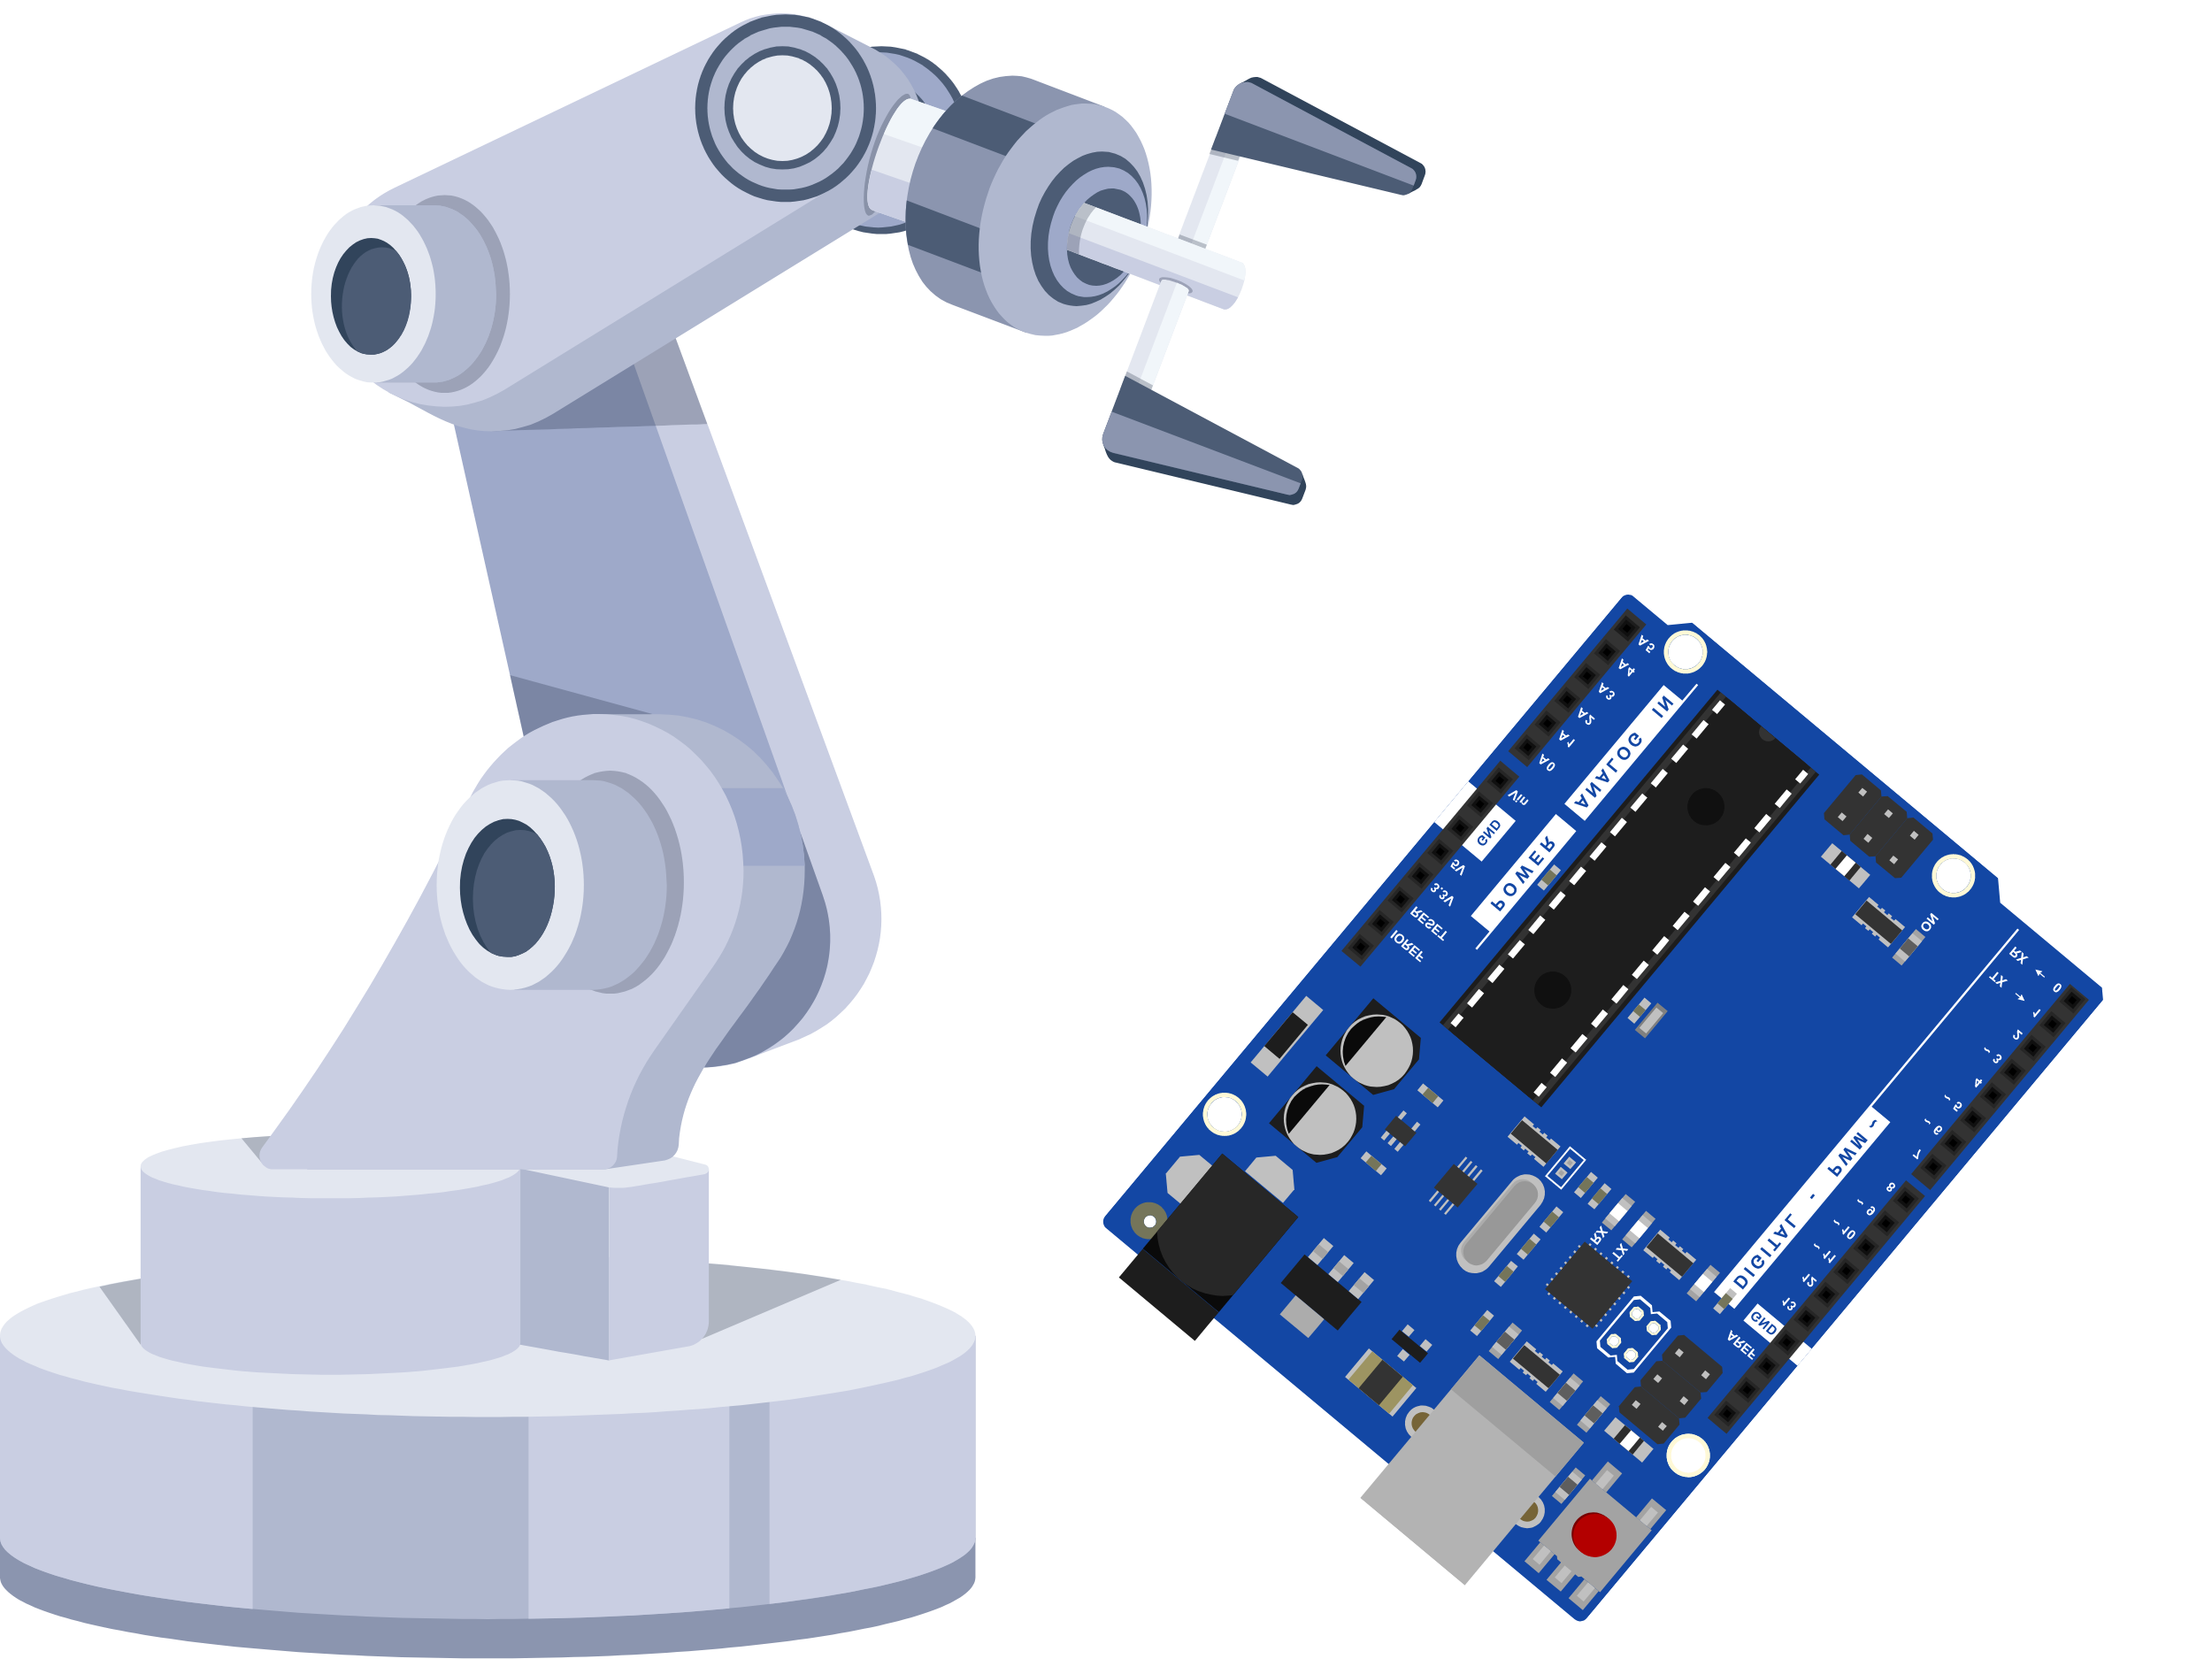 A5
A4
A3
A2
A1
A0
ANALOG IN
Vin
GND
5V
3.3V
RESET
IOREF
POWER
ON
RX ← 0
TX → 1
2
~3
4
~5
~6
7
8
~9
~10
~11
12
13
GND
AREF
DIGITAL - PWM ~
RX
TX